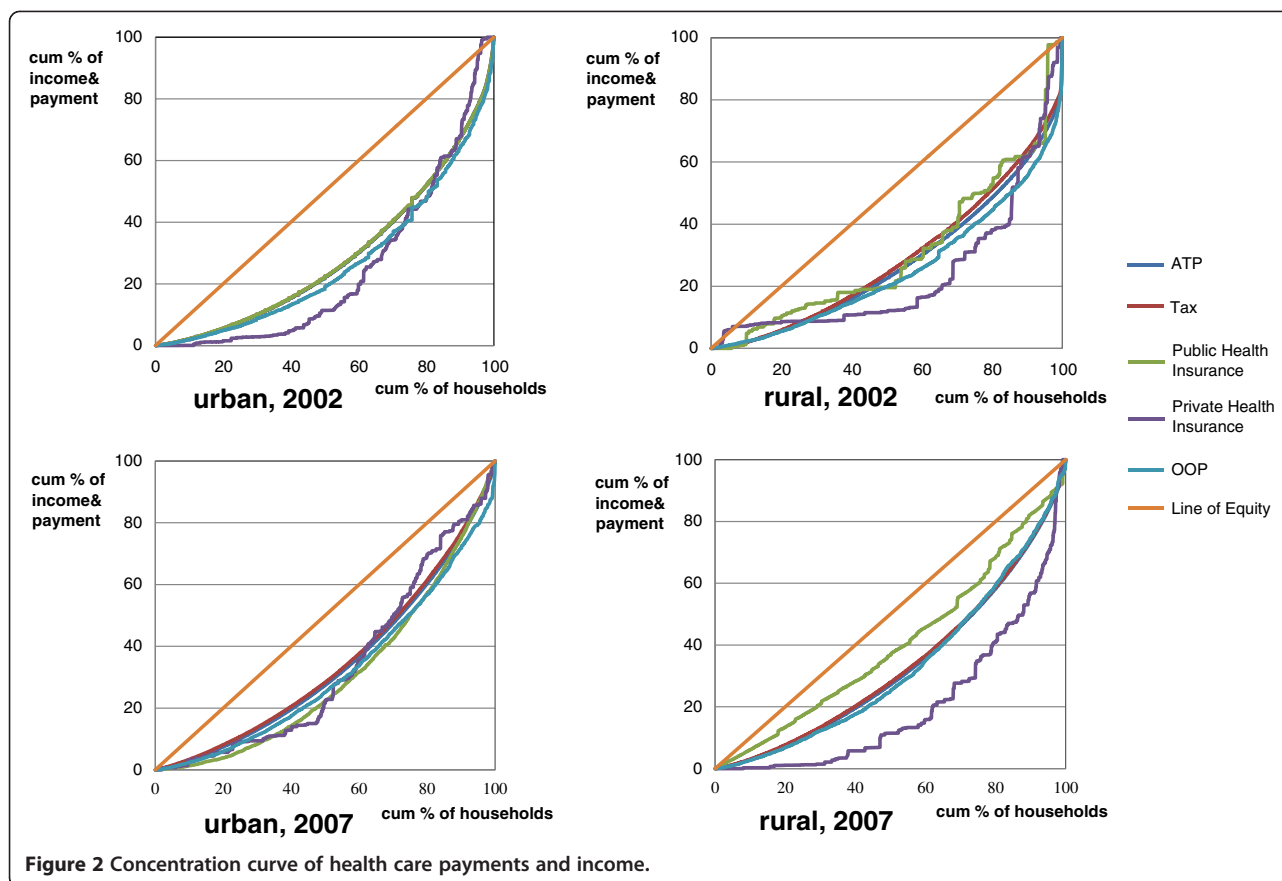 cum % of
income&
payment
100
80
60
40
20
0
0
20
40
60
80
100
cum % of households
urban, 2002
cum % of
income&
payment
100
80
60
40
20
0
0
20
40
60
80
100
cum % of households
rural, 2002
ATP
Tax
Public Health
Insurance
Private Health
Insurance
OOP
Line of Equity
cum % of
income&
payment
100
80
60
40
20
0
0
20
40
60
80
100
cum % of households
urban, 2007
cum % of
income&
payment
100
80
60
40
20
0
0
20
40
60
80
100
cum % of households
rural, 2007
Figure 2 Concentration curve of health care payments and income.